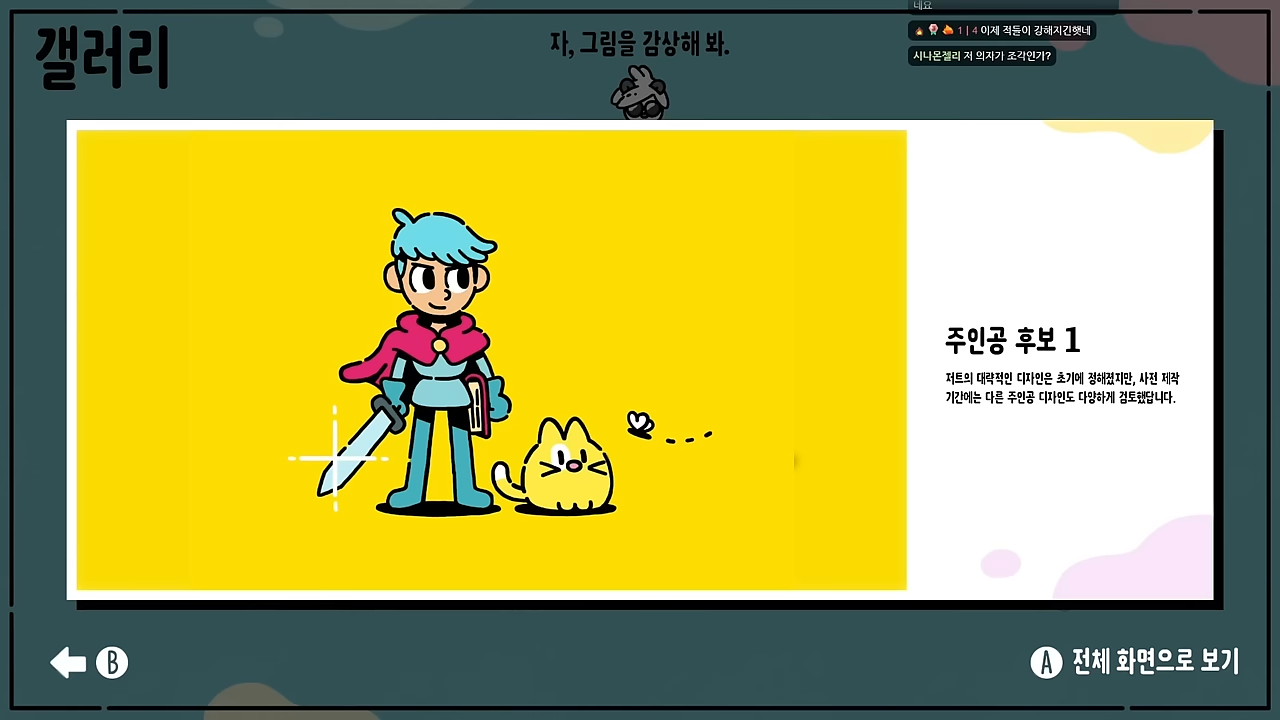 네요
1 | 4 이제 적들이 강해지긴햇네
시나몬젤리 저 의자가 조각인가?
갤러리
자, 그림을 감상해 봐.
주인공 후보 1
저트의 대략적인 디자인은 초기에 정해졌지만, 사전 제작
기간에는 다른 주인공 디자인도 다양하게 검토했답니다.
B
A 전체 화면으로 보기